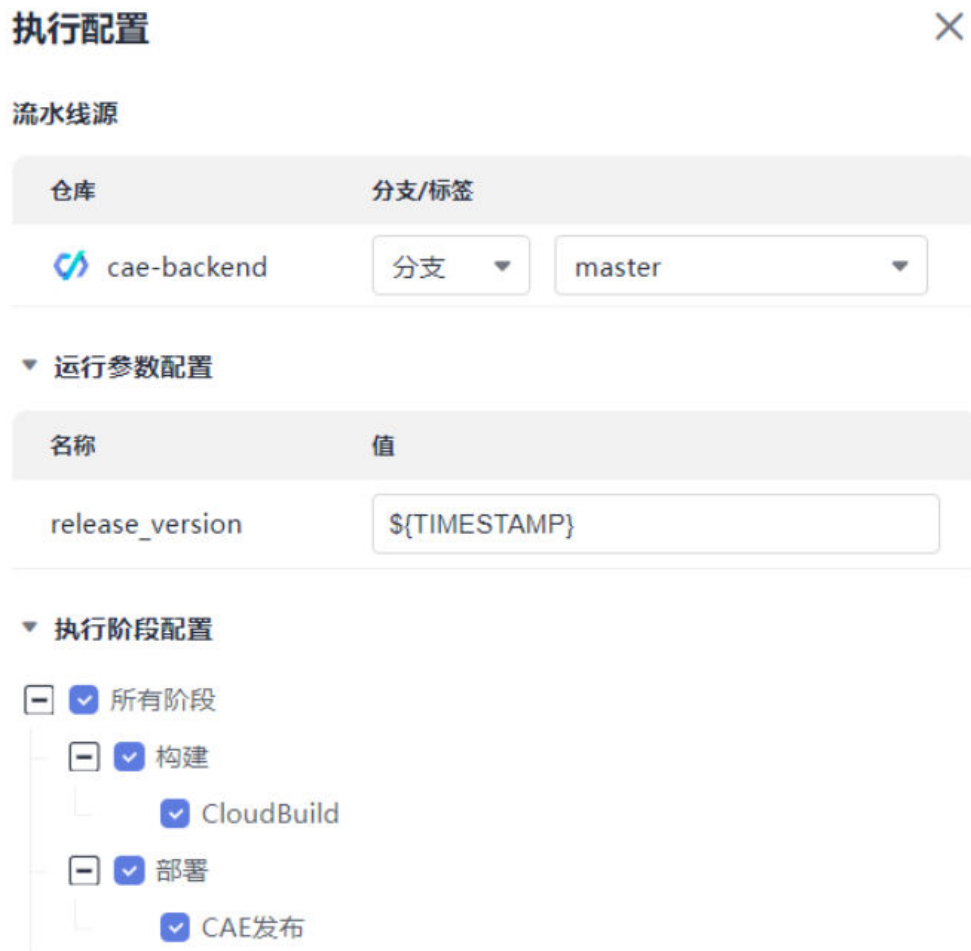 执行配置
流水线源
仓库 分支/标签
cae-backend 分支 master
运行参数配置
名称 值
release_version ${TIMESTAMP}
执行阶段配置
所有阶段
构建
CloudBuild
部署
CAE发布